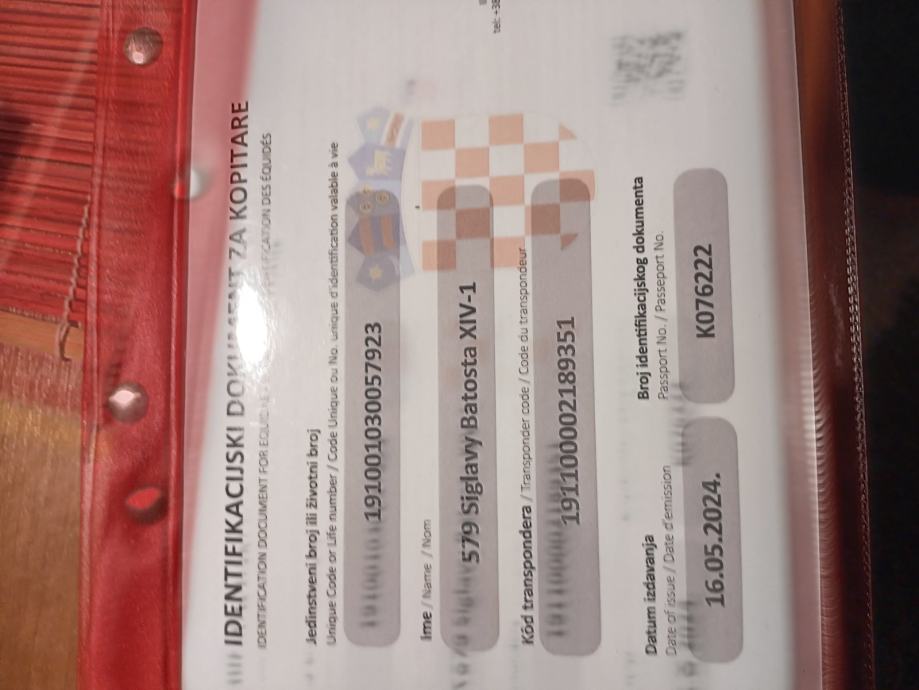 IDENTIFIKACIJSKI DOKUMENT ZA KOPITARE
IDENTIFICATION DOCUMENT FOR DES ÉQUIDÉS
Jedinstveni broj ili životni broj
Unique Code or Life number / Code Unique ou No. unique d'identification valable à vie
191001030057923
Ime / Name / Nom
579 Siglavy Batosta XIV-1
Kôd transpondera / Transponder code / Code du transpondeur
191100002189351
Datum izdavanja
Date of issue / Date d'émission
16.05.2024.
Broj identifikacijskog dokumenta
Passport No. / Passeport No.
K076222
tel: +38